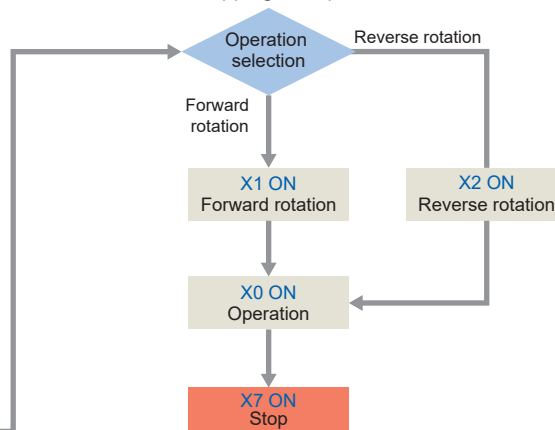 Operation
selection
Reverse rotation
Forward
rotation
X1 ON
Forward rotation
X2 ON
Reverse rotation
X0 ON
Operation
X7 ON
Stop